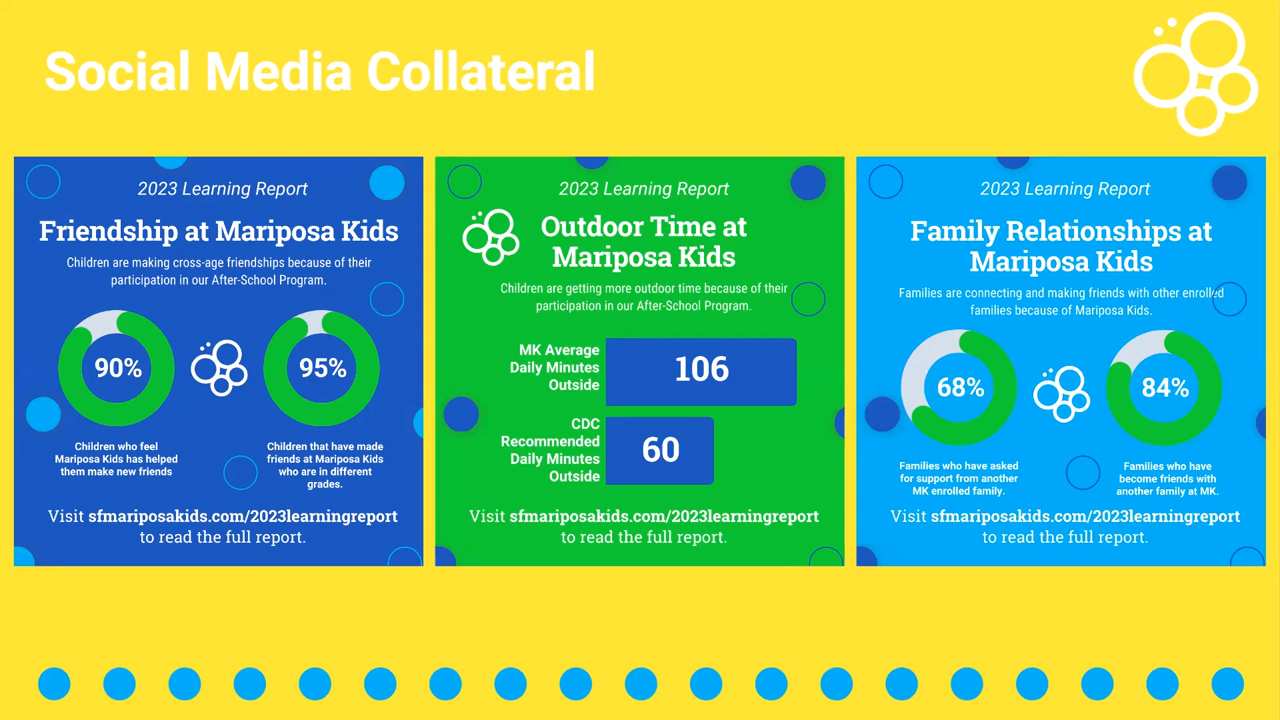 Social Media Collateral
2023 Learning Report
Friendship at Mariposa Kids
Children are making cross-age friendships because of their
participation in our After-School Program.
90%
95%
Children who feel
Mariposa Kids has helped
them make new friends
Children that have made
friends at Mariposa Kids
who are in different
grades.
Visit sfmariposakids.com/2023learningreport
to read the full report.
2023 Learning Report
Outdoor Time at
Mariposa Kids
Children are getting more outdoor time because of their
participation in our After-School Program.
MK Average
Daily Minutes
Outside
106
CDC
Recommended
Daily Minutes
Outside
60
Visit sfmariposakids.com/2023learningreport
to read the full report.
2023 Learning Report
Family Relationships at
Mariposa Kids
Families are connecting and making friends with other enrolled
families because of Mariposa Kids.
68%
84%
Families who have asked
for support from another
MK enrolled family.
Families who have
become friends with
another family at MK.
Visit sfmariposakids.com/2023learningreport
to read the full report.